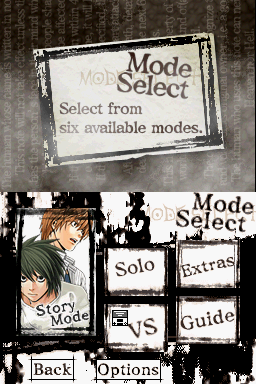 Mode
Select
Select from
six available modes.
Mode
Select
Story
Mode
Solo
Extras
VS
Guide
Back
Options